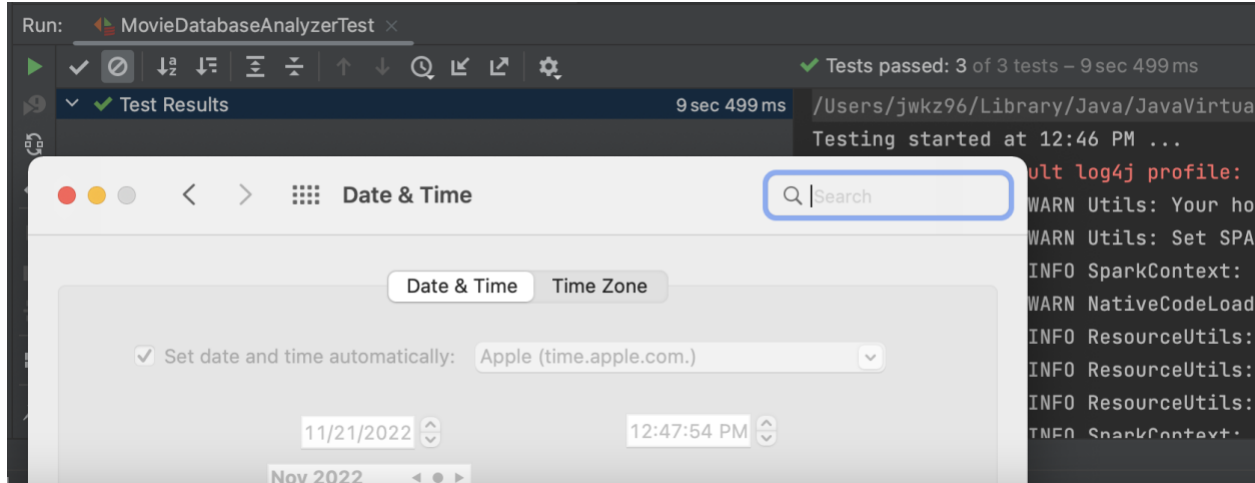 Run: MovieDatabaseAnalyzerTest
Tests passed: 3 of 3 tests – 9 sec 499 ms
Test Results 9 sec 499 ms
/Users/jwkz96/Library/Java/JavaVirtua
Testing started at 12:46 PM ...
ult log4j profile:
Date & Time
Search
WARN Utils: Your ho
WARN Utils: Set SPA
INFO SparkContext:
Date & Time Time Zone
WARN NativeCodeLoad
INFO ResourceUtils:
Set date and time automatically: Apple (time.apple.com.)
INFO ResourceUtils:
INFO ResourceUtils:
11/21/2022 12:47:54 PM
INFO SparkContext:
Nov 2022